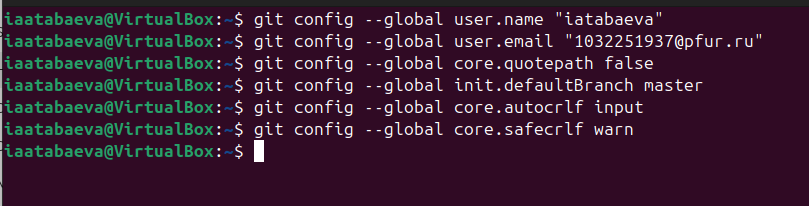 iaatabaeva@VirtualBox:~$ git config --global user.name "iatabaeva"
iaatabaeva@VirtualBox:~$ git config --global user.email "1032251937@pfur.ru"
iaatabaeva@VirtualBox:~$ git config --global core.quotepath false
iaatabaeva@VirtualBox:~$ git config --global init.defaultBranch master
iaatabaeva@VirtualBox:~$ git config --global core.autocrlf input
iaatabaeva@VirtualBox:~$ git config --global core.safecrlf warn
iaatabaeva@VirtualBox:~$